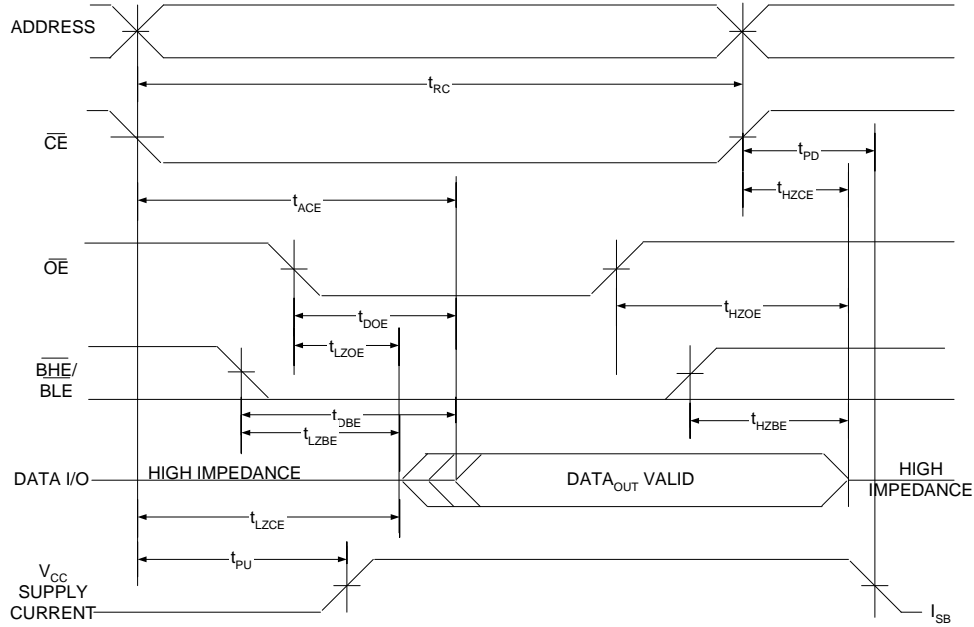 ADDRESS
tRC
CE
tPD
tHZCE
tACE
OE
tDOE
tHZOE
tLZOE
BHE/
BLE
tDBE
tHZBE
tLZBE
DATA I/O
HIGH IMPEDANCE
DATAOUT VALID
HIGH
IMPEDANCE
tLZCE
tPU
VCC
SUPPLY
CURRENT
ISB